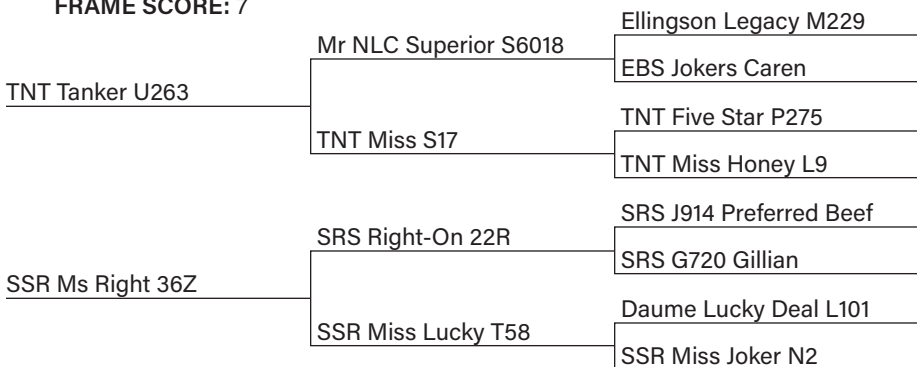 FRAME SCORE: 7
Ellingson Legacy M229
Mr NLC Superior S6018
EBS Jokers Caren
TNT Tanker U263
TNT Five Star P275
TNT Miss S17
TNT Miss Honey L9
SRS J914 Preferred Beef
SRS Right-On 22R
SRS G720 Gillian
SSR Ms Right 36Z
Daume Lucky Deal L101
SSR Miss Lucky T58
SSR Miss Joker N2